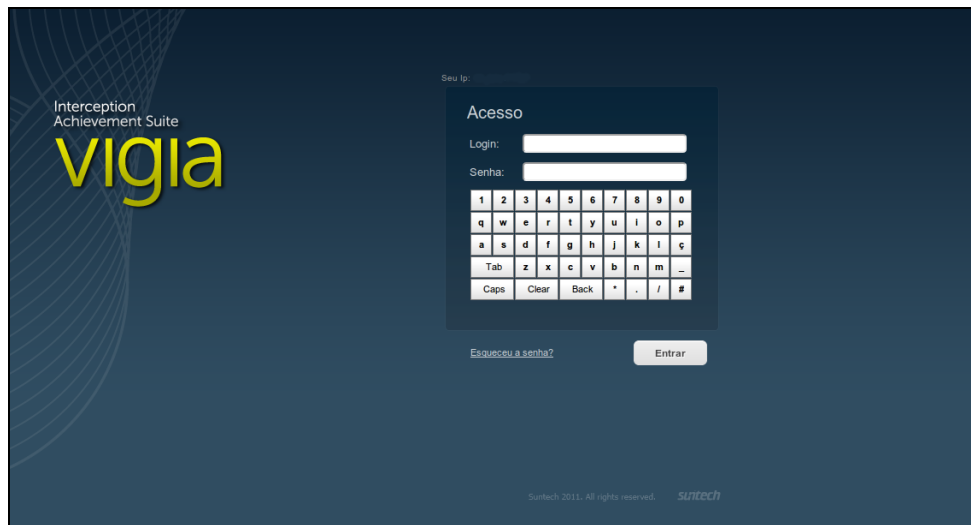 Seu Ip:
Interception
Achievement Suite
vigia
Acesso
Login:
Senha:
1 2 3 4 5 6 7 8 9 0
q w e r t y u i o p
a s d f g h j k l ç
Tab z x c v b n m _
Caps Clear Back * . / #
Esqueceu a senha?
Entrar
Suntech 2011. All rights reserved. suntech